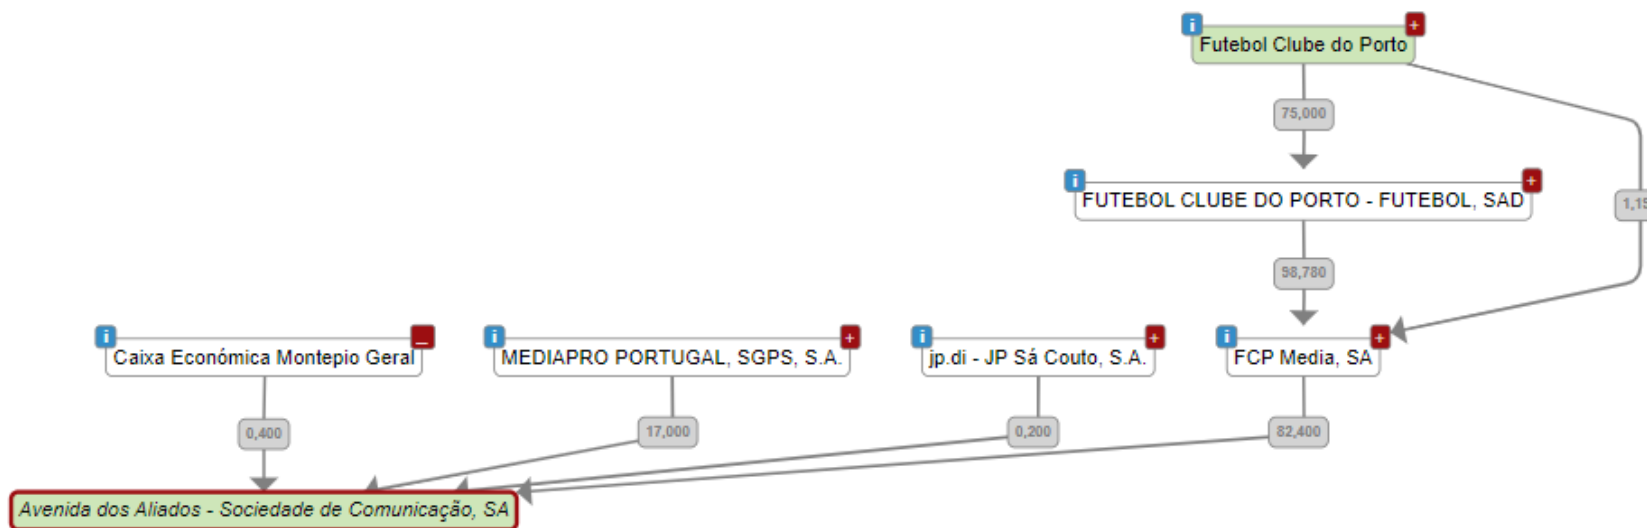 i
+
Futebol Clube do Porto
75,000
i
+
FUTEBOL CLUBE DO PORTO - FUTEBOL, SAD
98,780
i
_
Caixa Económica Montepio Geral
i
+
MEDIAPRO PORTUGAL, SGPS, S.A.
i
+
jp.di - JP Sá Couto, S.A.
i
+
FCP Media, SA
0,400
17,000
0,200
82,400
Avenida dos Aliados - Sociedade de Comunicação, SA